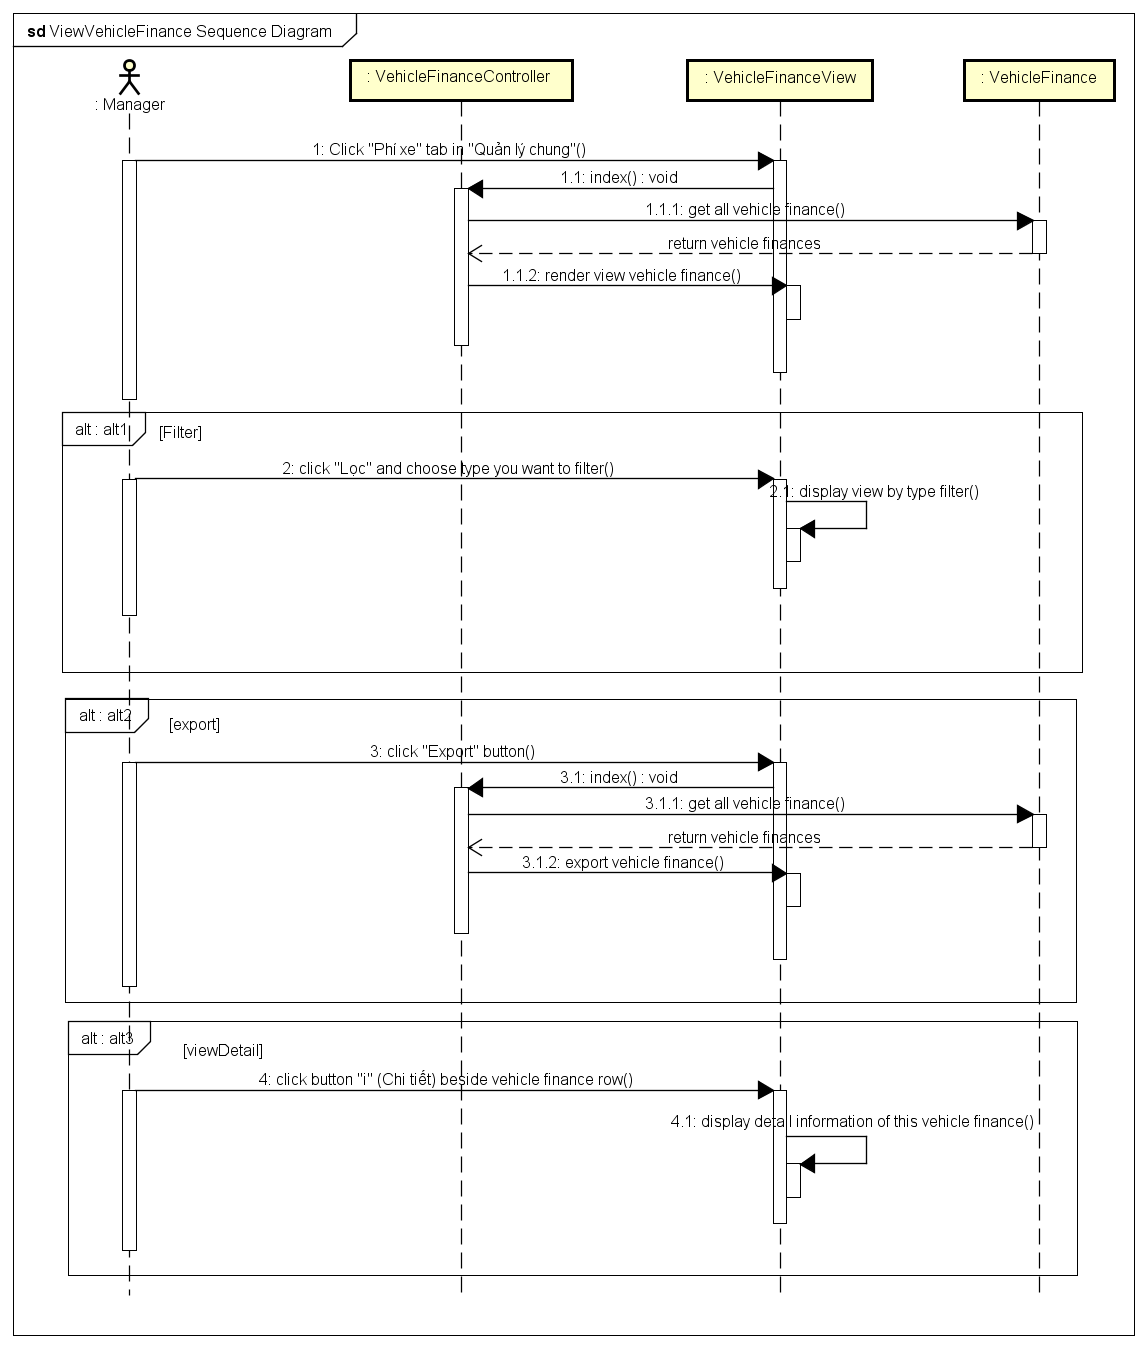 sd ViewVehicleFinance Sequence Diagram
: Manager
: VehicleFinanceController
: VehicleFinanceView
: VehicleFinance
1: Click "Phí xe" tab in "Quản lý chung"()
1.1: index() : void
1.1.1: get all vehicle finance()
return vehicle finances
1.1.2: render view vehicle finance()
alt : alt1
[Filter]
2: click "Lọc" and choose type you want to filter()
2.1: display view by type filter()
alt : alt2
[export]
3: click "Export" button()
3.1: index() : void
3.1.1: get all vehicle finance()
return vehicle finances
3.1.2: export vehicle finance()
alt : alt3
[viewDetail]
4: click button "i" (Chi tiết) beside vehicle finance row()
4.1: display detail information of this vehicle finance()